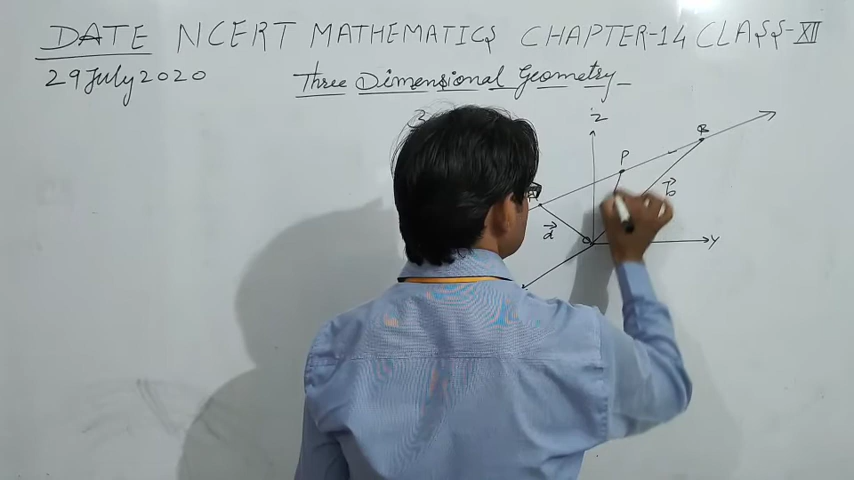 DATE NCERT MATHEMATICS CHAPTER-14 CLASS-XII
29 July 2020 Three Dimensional Geometry
Z
B
P
b
a
O
Y